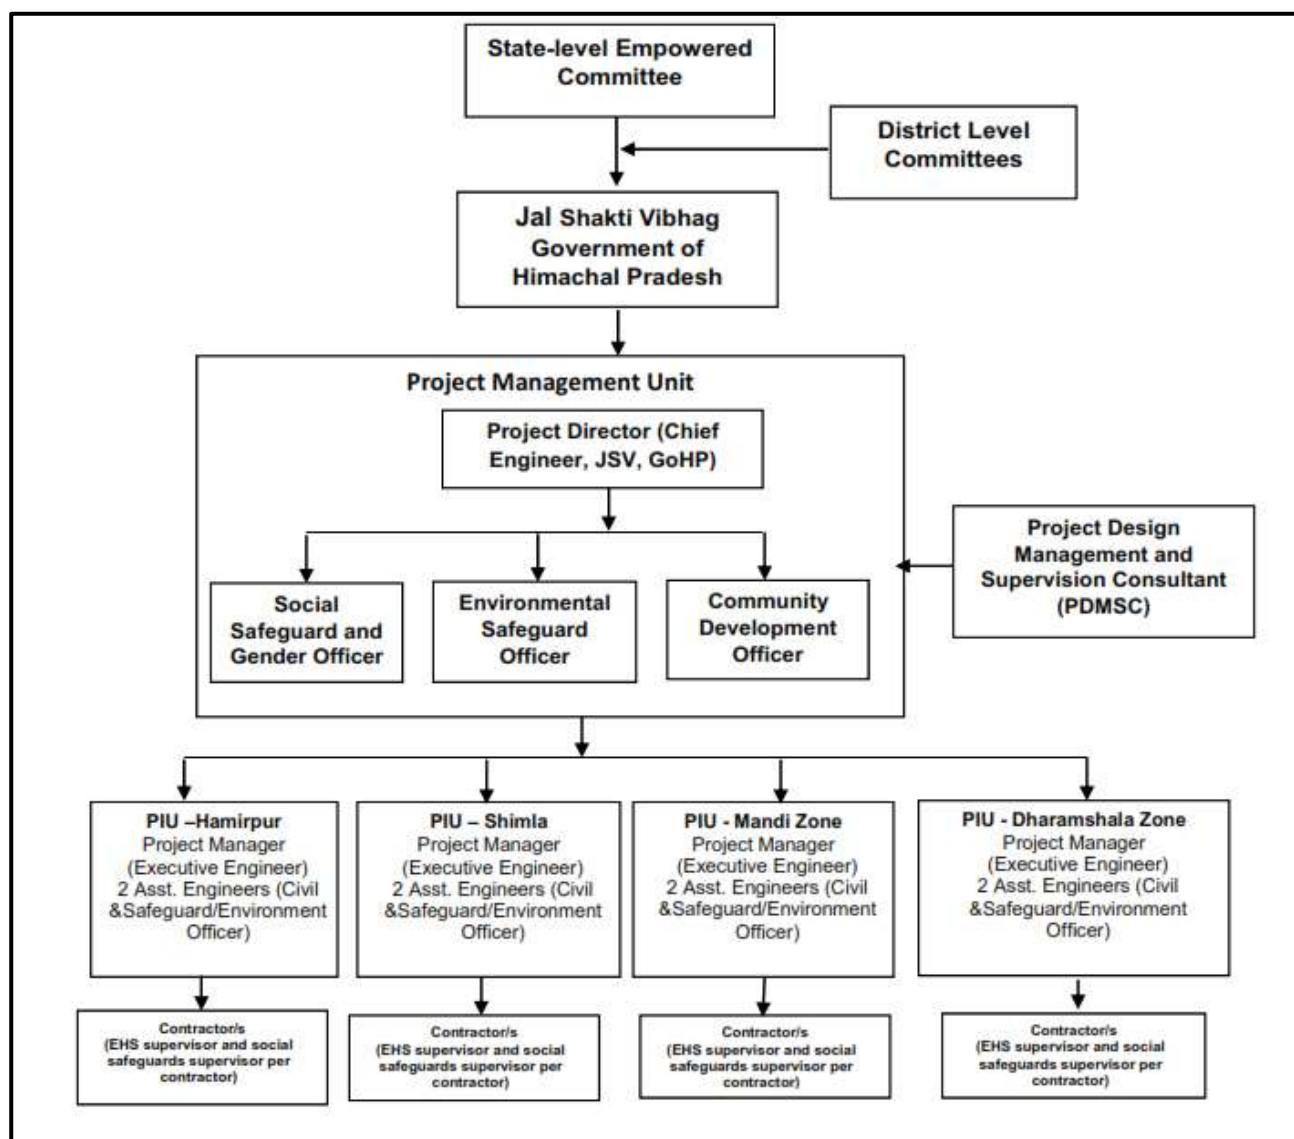 State-level Empowered
Committee
District Level
Committees
Jal Shakti Vibhag
Government of
Himachal Pradesh
Project Management Unit
Project Director (Chief
Engineer, JSV, GoHP)
Project Design
Management and
Supervision Consultant
(PDMSC)
Social
Safeguard and
Gender Officer
Environmental
Safeguard
Officer
Community
Development
Officer
PIU –Hamirpur
Project Manager
(Executive Engineer)
2 Asst. Engineers (Civil
&Safeguard/Environment
Officer)
PIU – Shimla
Project Manager
(Executive Engineer)
2 Asst. Engineers (Civil
&Safeguard/Environment
Officer)
PIU - Mandi Zone
Project Manager
(Executive Engineer)
2 Asst. Engineers (Civil
&Safeguard/Environment
Officer)
PIU - Dharamshala Zone
Project Manager
(Executive Engineer)
2 Asst. Engineers (Civil
&Safeguard/Environment
Officer)
Contractor/s
(EHS supervisor and social
safeguards supervisor per
contractor)
Contractor/s
(EHS supervisor and social
safeguards supervisor per
contractor)
Contractor/s
(EHS supervisor and social
safeguards supervisor per
contractor)
Contractor/s
(EHS supervisor and social
safeguards supervisor per
contractor)